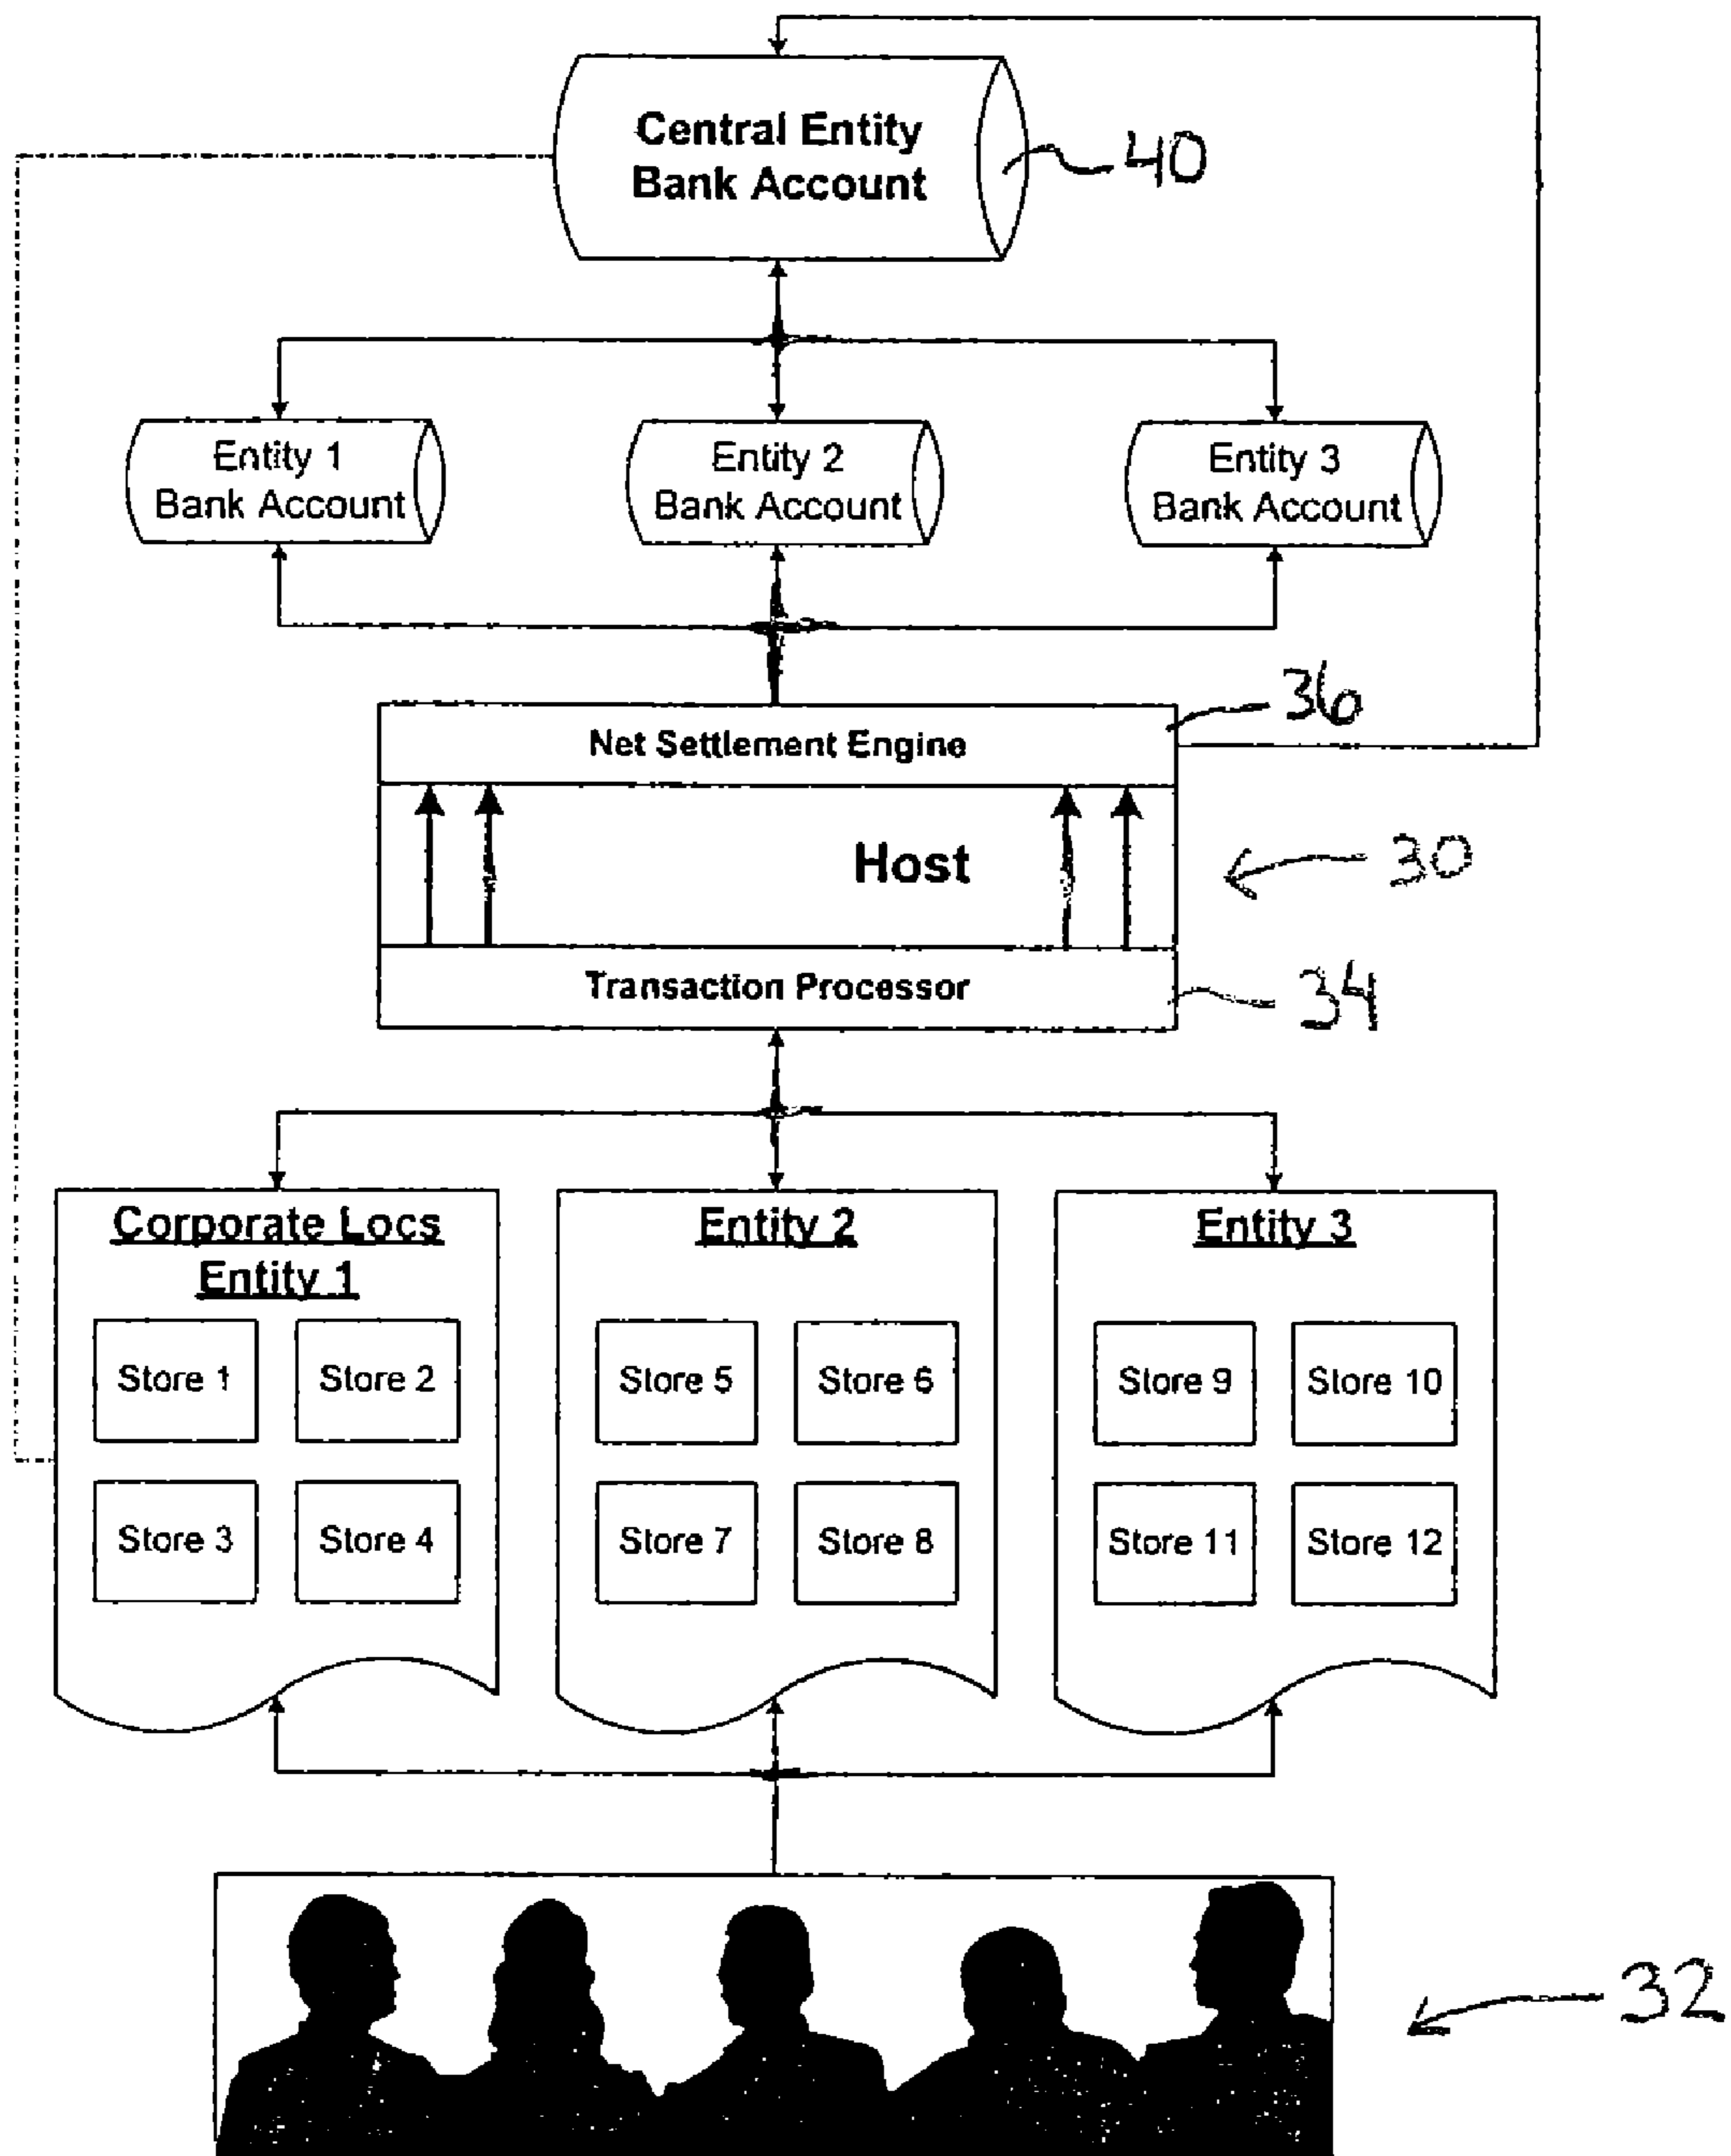 Central Entity
Bank Account
40
Entity 1
Bank Account
Entity 2
Bank Account
Entity 3
Bank Account
36
Net Settlement Engine
Host
30
Transaction Processor
34
Corporate Locs
Entity 1
Store 1
Store 2
Store 3
Store 4
Entity 2
Store 5
Store 6
Store 7
Store 8
Entity 3
Store 9
Store 10
Store 11
Store 12
32